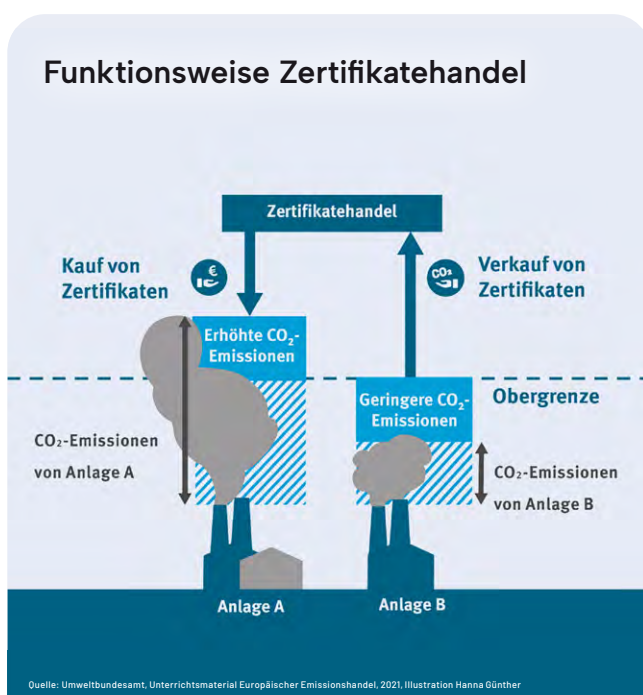 Funktionsweise Zertifikatehandel
Zertifikatehandel
Kauf von
Zertifikaten
€
CO₂
Verkauf von
Zertifikaten
Erhöhte CO₂-
Emissionen
Geringere CO₂-
Emissionen
Obergrenze
CO₂-Emissionen
von Anlage A
CO₂-Emissionen
von Anlage B
Anlage A
Anlage B
Quelle: Umweltbundesamt, Unterrichtsmaterial Europäischer Emissionshandel, 2021, Illustration Hanna Günther